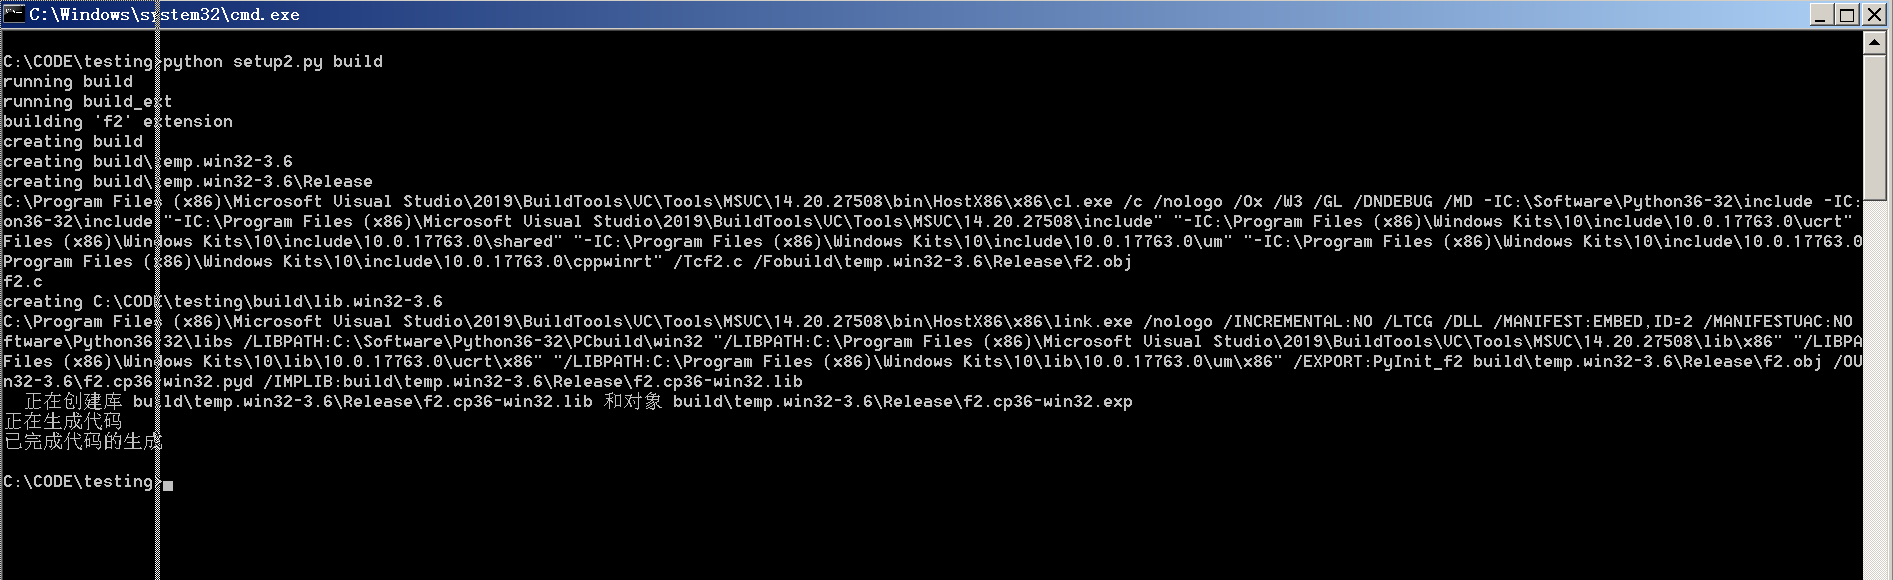 C:\Windows\system32\cmd.exe
C:\CODE\testing>python setup2.py build
running build
running build_ext
building 'f2' extension
creating build
creating build\temp.win32-3.6
creating build\temp.win32-3.6\Release
C:\Program Files (x86)\Microsoft Visual Studio\2019\BuildTools\VC\Tools\MSVC\14.20.27508\bin\HostX86\x86\cl.exe /c /nologo /Ox /W3 /GL /DNDEBUG /MD -IC:\Software\Python36-32\include -IC:
on36-32\include "-IC:\Program Files (x86)\Microsoft Visual Studio\2019\BuildTools\VC\Tools\MSVC\14.20.27508\include" "-IC:\Program Files (x86)\Windows Kits\10\include\10.0.17763.0\ucrt"
Files (x86)\Windows Kits\10\include\10.0.17763.0\shared" "-IC:\Program Files (x86)\Windows Kits\10\include\10.0.17763.0\um" "-IC:\Program Files (x86)\Windows Kits\10\include\10.0.17763.0
Program Files (x86)\Windows Kits\10\include\10.0.17763.0\cppwinrt" /Tcf2.c /Fobuild\temp.win32-3.6\Release\f2.obj
f2.c
creating C:\CODE\testing\build\lib.win32-3.6
C:\Program Files (x86)\Microsoft Visual Studio\2019\BuildTools\VC\Tools\MSVC\14.20.27508\bin\HostX86\x86\link.exe /nologo /INCREMENTAL:NO /LTCG /DLL /MANIFEST:EMBED,ID=2 /MANIFESTUAC:NO
ftware\Python36-32\libs /LIBPATH:C:\Software\Python36-32\PCbuild\win32 "/LIBPATH:C:\Program Files (x86)\Microsoft Visual Studio\2019\BuildTools\VC\Tools\MSVC\14.20.27508\lib\x86" "/LIBPA
Files (x86)\Windows Kits\10\lib\10.0.17763.0\ucrt\x86" "/LIBPATH:C:\Program Files (x86)\Windows Kits\10\lib\10.0.17763.0\um\x86" /EXPORT:PyInit_f2 build\temp.win32-3.6\Release\f2.obj /OU
n32-3.6\f2.cp36-win32.pyd /IMPLIB:build\temp.win32-3.6\Release\f2.cp36-win32.lib
正在创建库 build\temp.win32-3.6\Release\f2.cp36-win32.lib 和对象 build\temp.win32-3.6\Release\f2.cp36-win32.exp
正在生成代码
已完成代码的生成
C:\CODE\testing>